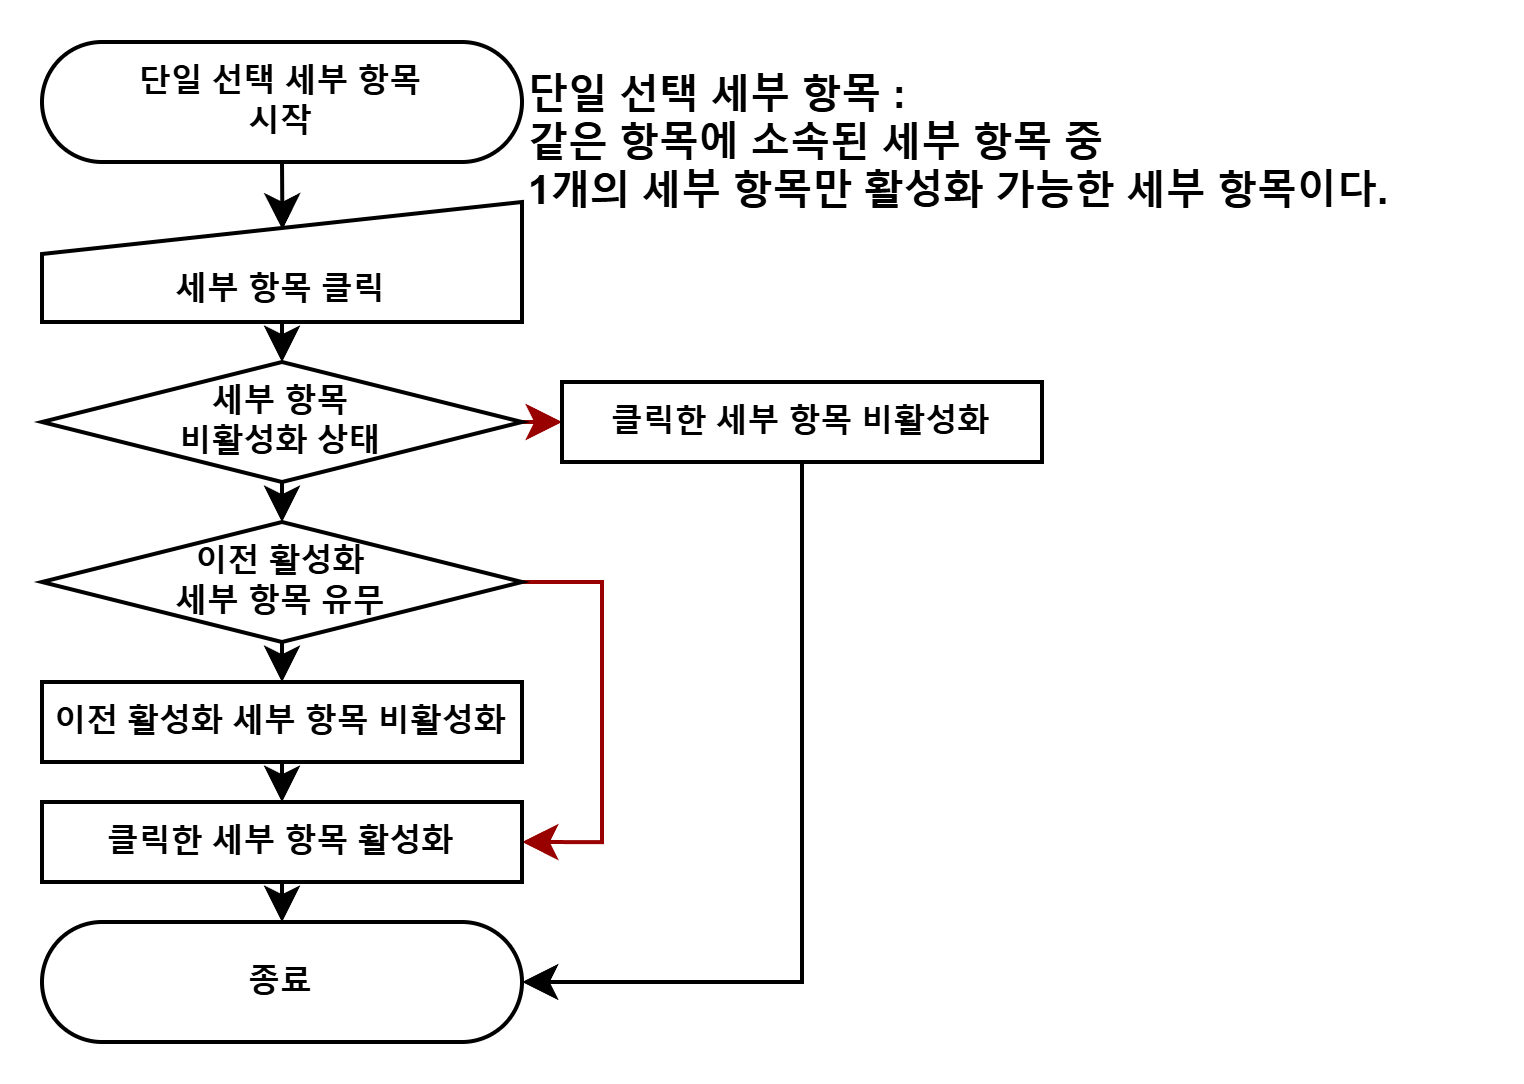 단일 선택 세부 항목
시작
단일 선택 세부 항목 :
같은 항목에 소속된 세부 항목 중
1개의 세부 항목만 활성화 가능한 세부 항목이다.
세부 항목 클릭
세부 항목
비활성화 상태
클릭한 세부 항목 비활성화
이전 활성화
세부 항목 유무
이전 활성화 세부 항목 비활성화
클릭한 세부 항목 활성화
종료